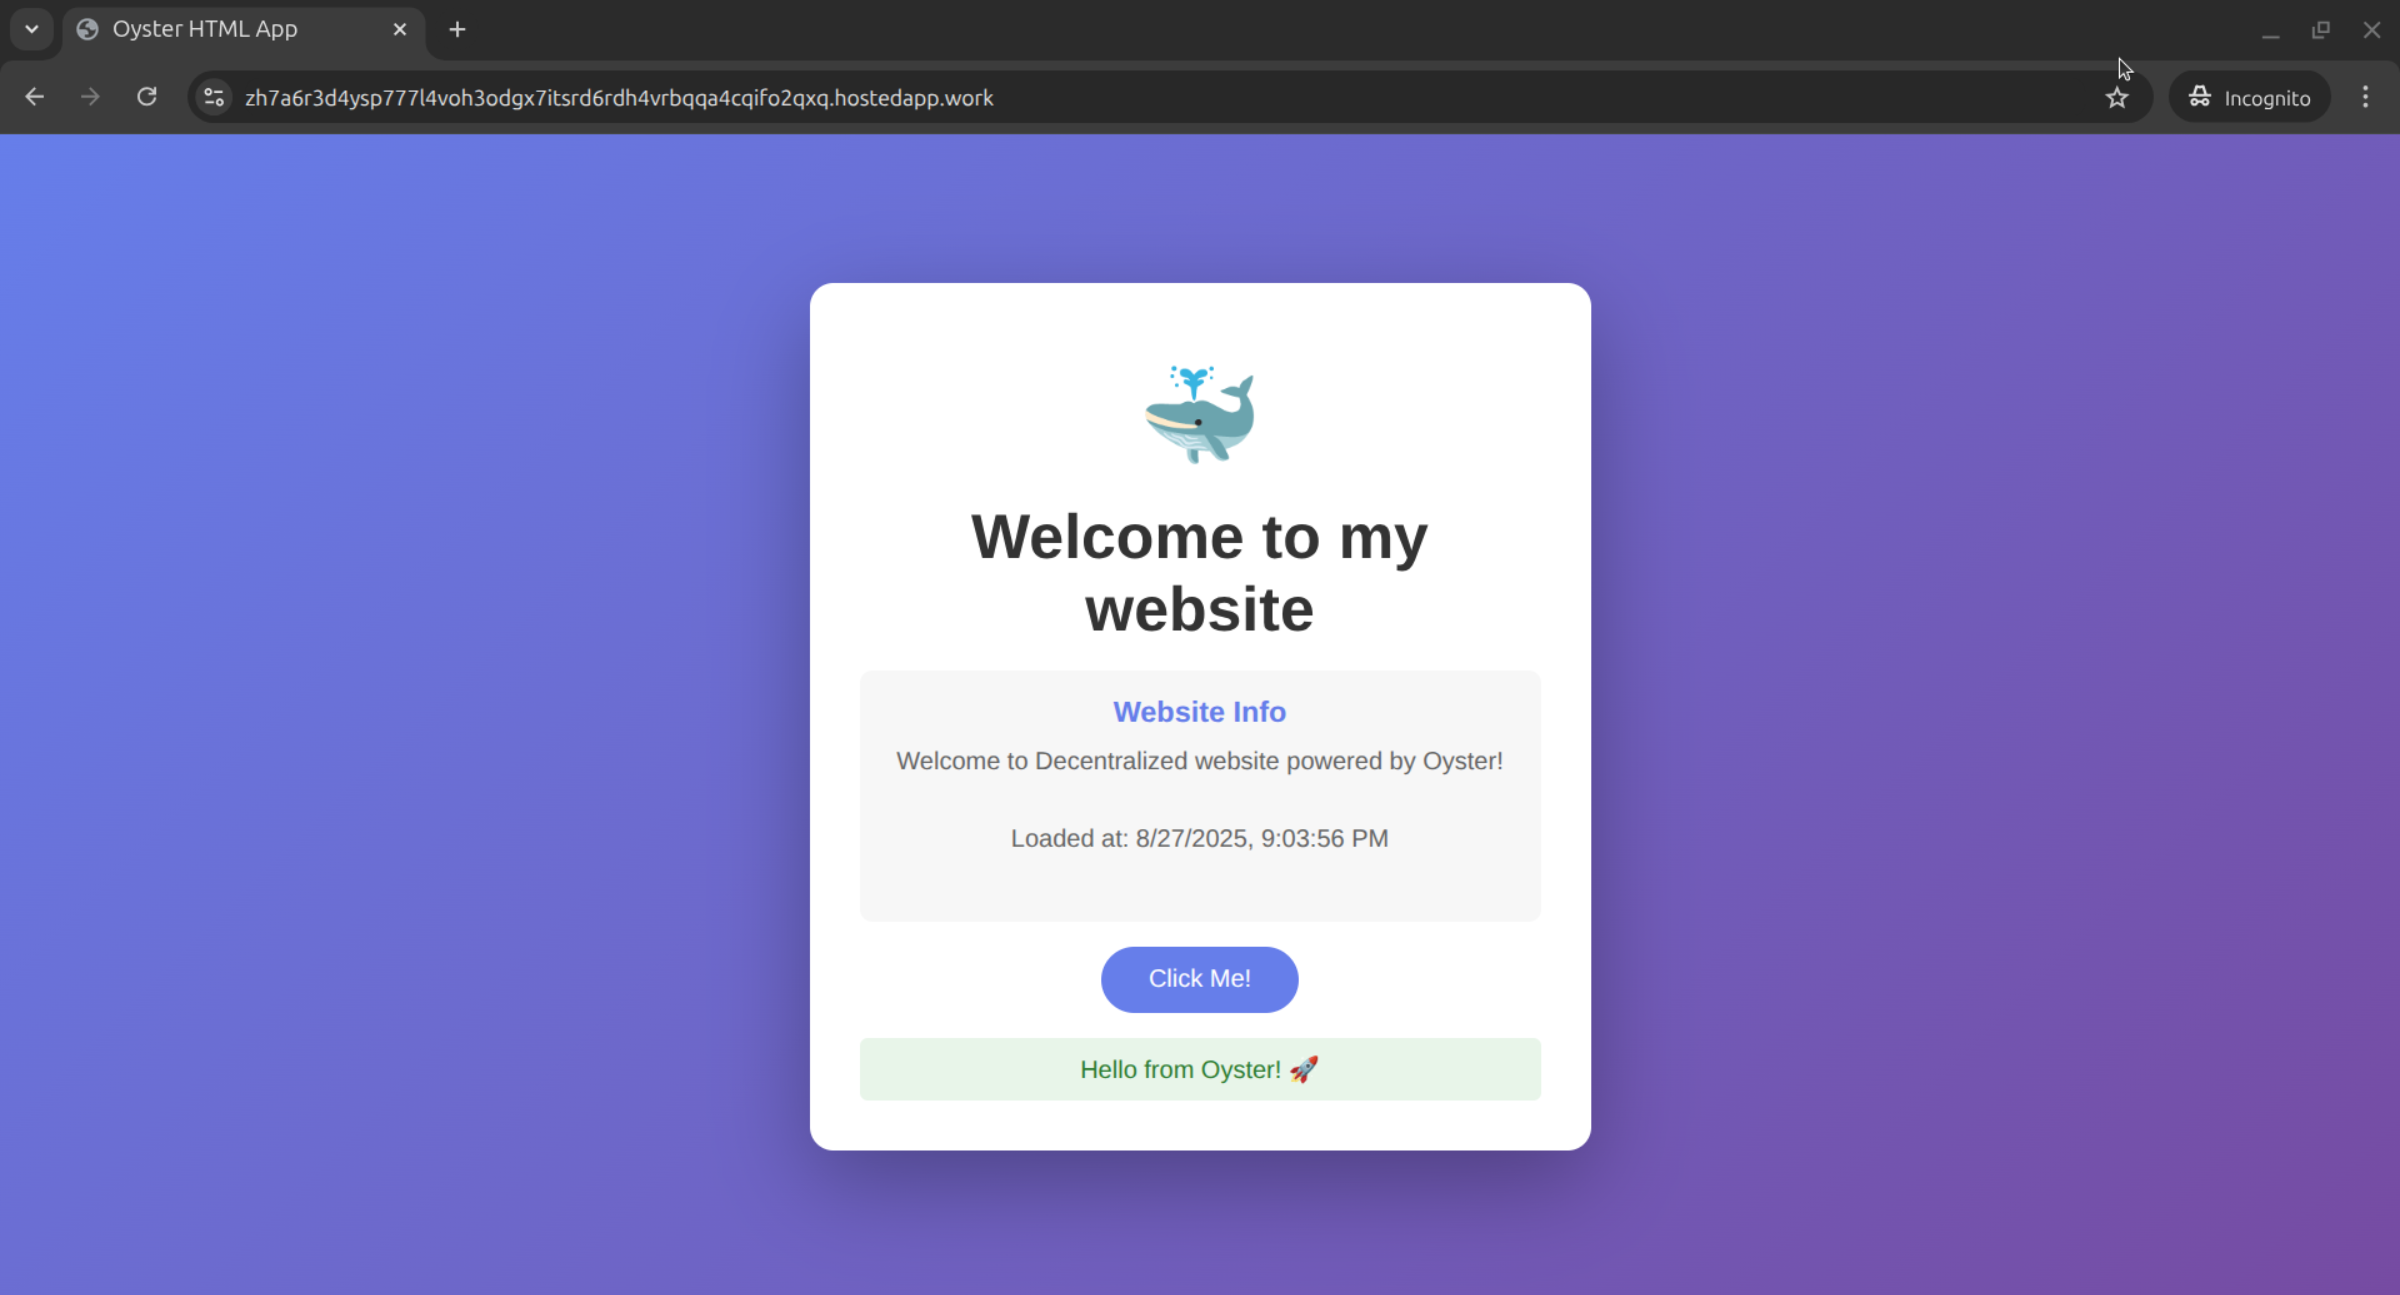 Oyster HTML App
zh7a6r3d4ysp777l4voh3odgx7itsrd6rdh4vrbqqa4cqifo2qxq.hostedapp.work
Incognito
Welcome to my
website
Website Info
Welcome to Decentralized website powered by Oyster!
Loaded at: 8/27/2025, 9:03:56 PM
Click Me!
Hello from Oyster! 🚀